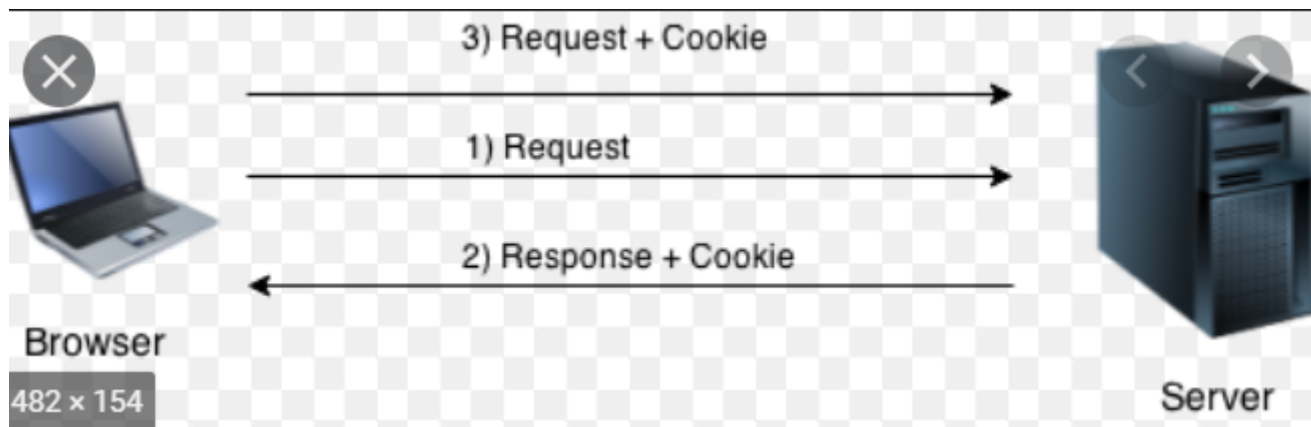 3) Request + Cookie
1) Request
2) Response + Cookie
Browser
482 × 154
Server